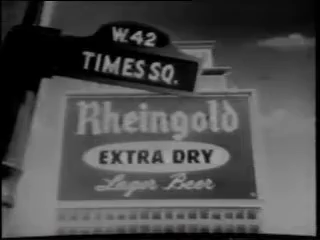 W. 42
TIMES SQ.
Rheingold
EXTRA DRY
Lager Beer